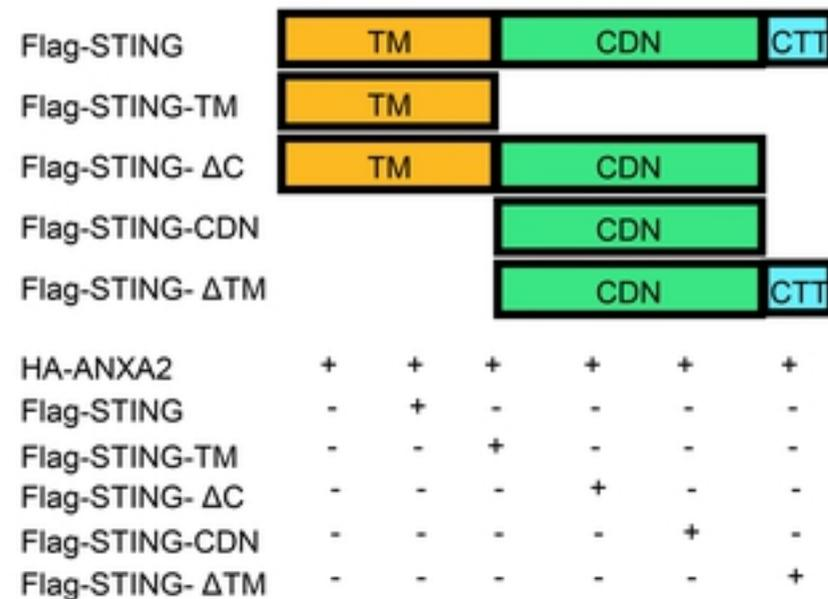 Flag-STING TM CDN CTT
Flag-STING-TM TM
Flag-STING- ΔC TM CDN
Flag-STING-CDN CDN
Flag-STING- ΔTM CDN CTT
HA-ANXA2 + + + + + +
Flag-STING - + - - - -
Flag-STING-TM - - + - - -
Flag-STING- ΔC - - - + - -
Flag-STING-CDN - - - - + -
Flag-STING- ΔTM - - - - - +